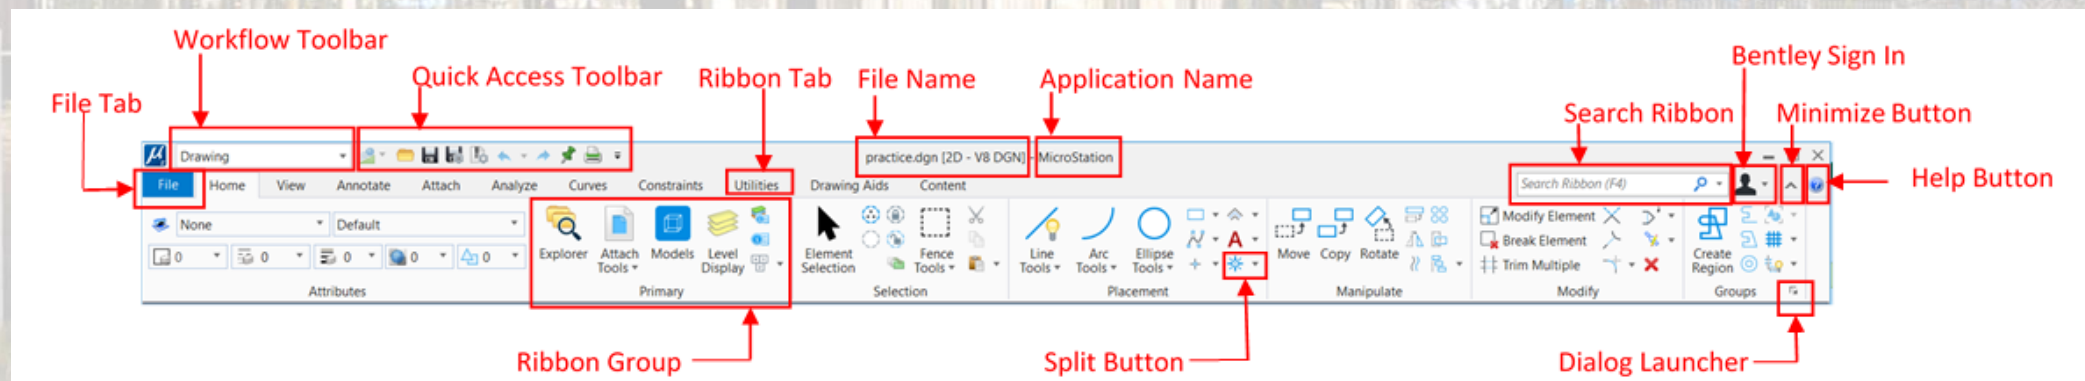 Workflow Toolbar
Bentley Sign In
Quick Access Toolbar
Ribbon Tab
File Name
Application Name
File Tab
Search Ribbon
Minimize Button
Drawing
practice.dgn [2D - V8 DGN] - MicroStation
File Home View Annotate Attach Analyze Curves Constraints Utilities Drawing Aids Content
Search Ribbon (F4)
Help Button
None Default
0 0 0 0 0
Attributes
Explorer Attach Tools Models Level Display
Primary
Element Selection Fence Tools
Selection
Line Tools Arc Tools Ellipse Tools A
Placement
Move Copy Rotate
Manipulate
Modify Element
Break Element
Trim Multiple
Modify
Create Region
Groups
Ribbon Group
Split Button
Dialog Launcher